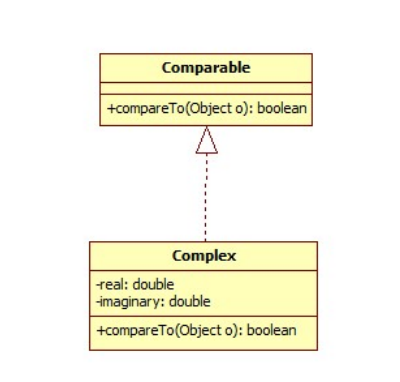 Comparable
+compareTo(Object o): boolean
Complex
-real: double
-imaginary: double
+compareTo(Object o): boolean